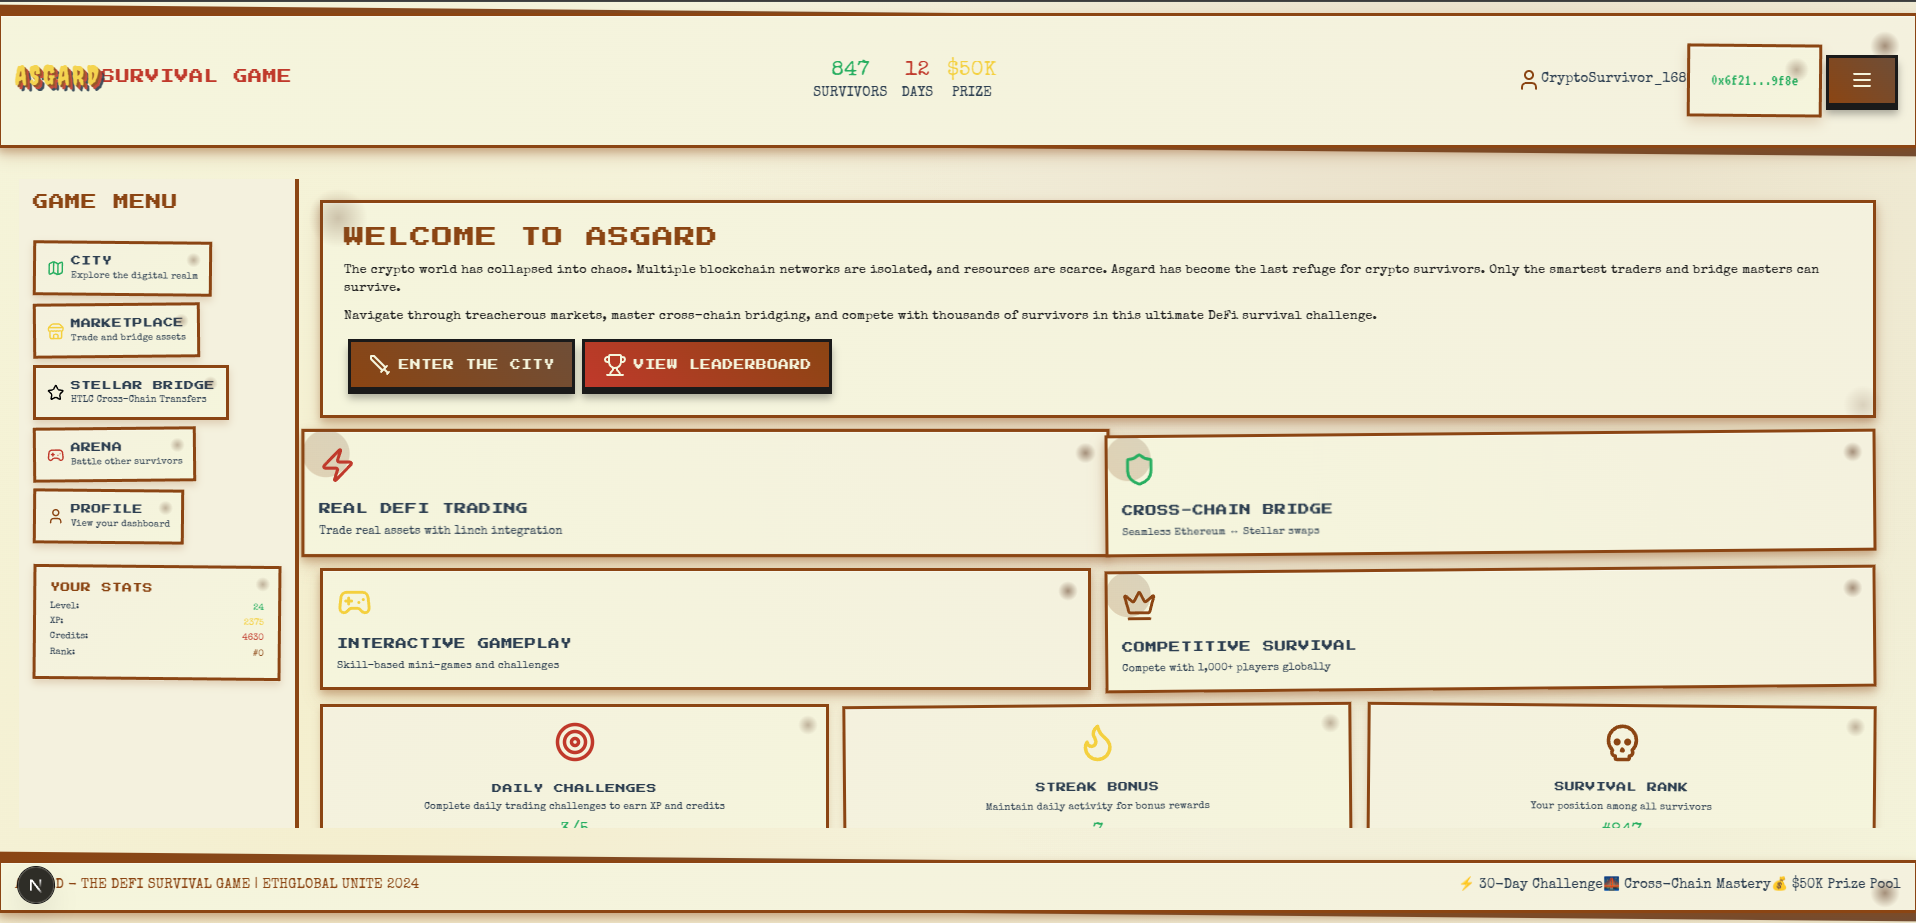 ASGARD SURVIVAL GAME
847 12 $50K
SURVIVORS DAYS PRIZE
CryptoSurvivor_168
0x6f21...9f8e
GAME MENU
CITY
Explore the digital realm
MARKETPLACE
Trade and bridge assets
STELLAR BRIDGE
HTLC Cross-Chain Transfers
ARENA
Battle other survivors
PROFILE
View your dashboard
YOUR STATS
Level: 24
XP: 2375
Credits: 4630
Rank: #0
WELCOME TO ASGARD
The crypto world has collapsed into chaos. Multiple blockchain networks are isolated, and resources are scarce. Asgard has become the last refuge for crypto survivors. Only the smartest traders and bridge masters can
survive.
Navigate through treacherous markets, master cross-chain bridging, and compete with thousands of survivors in this ultimate DeFi survival challenge.
ENTER THE CITY
VIEW LEADERBOARD
REAL DEFI TRADING
Trade real assets with 1inch integration
CROSS-CHAIN BRIDGE
Seamless Ethereum ↔ Stellar swaps
INTERACTIVE GAMEPLAY
Skill-based mini-games and challenges
COMPETITIVE SURVIVAL
Compete with 1,000+ players globally
DAILY CHALLENGES
Complete daily trading challenges to earn XP and credits
3/5
STREAK BONUS
Maintain daily activity for bonus rewards
7
SURVIVAL RANK
Your position among all survivors
#847
N
D - THE DEFI SURVIVAL GAME | ETHGLOBAL UNITE 2024
⚡ 30-Day Challenge🌉 Cross-Chain Mastery💰 $50K Prize Pool